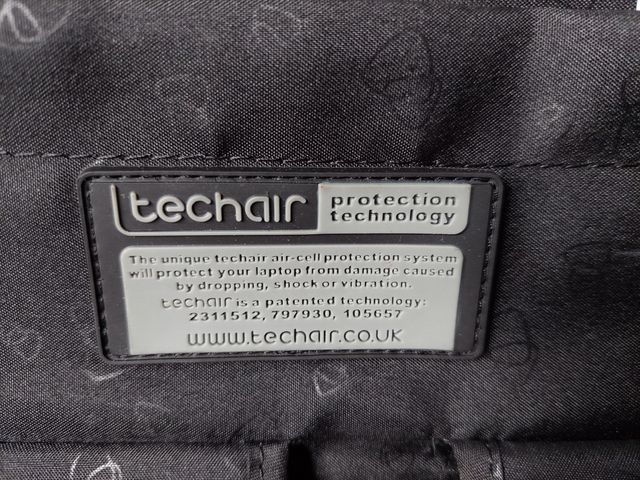 techair
protection
technology
The unique techair air-cell protection system
will protect your laptop from damage caused
by dropping, shock or vibration.
techair is a patented technology:
2311512, 797930, 105657
www.techair.co.uk